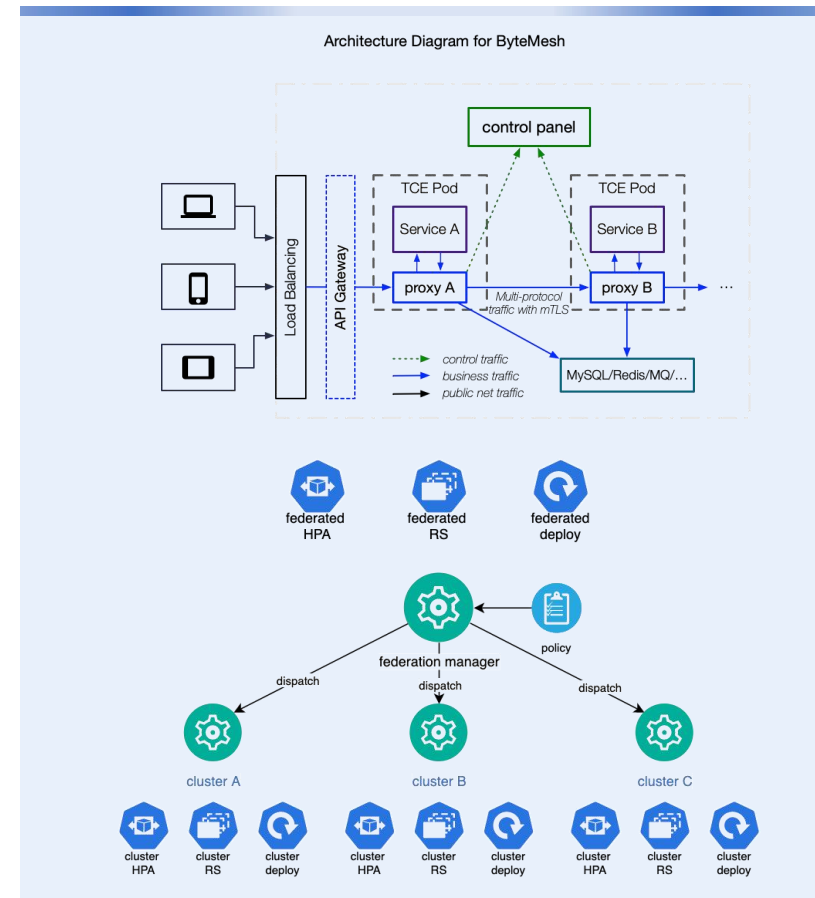 Architecture Diagram for ByteMesh
control panel
TCE Pod
TCE Pod
Service A
Service B
Load Balancing
API Gateway
proxy A
proxy B
...
Multi-protocol
traffic with mTLS
control traffic
business traffic
public net traffic
MySQL/Redis/MQ/...
federated
HPA
federated
RS
federated
deploy
policy
federation manager
dispatch
dispatch
dispatch
cluster A
cluster B
cluster C
cluster
HPA
cluster
RS
cluster
deploy
cluster
HPA
cluster
RS
cluster
deploy
cluster
HPA
cluster
RS
cluster
deploy